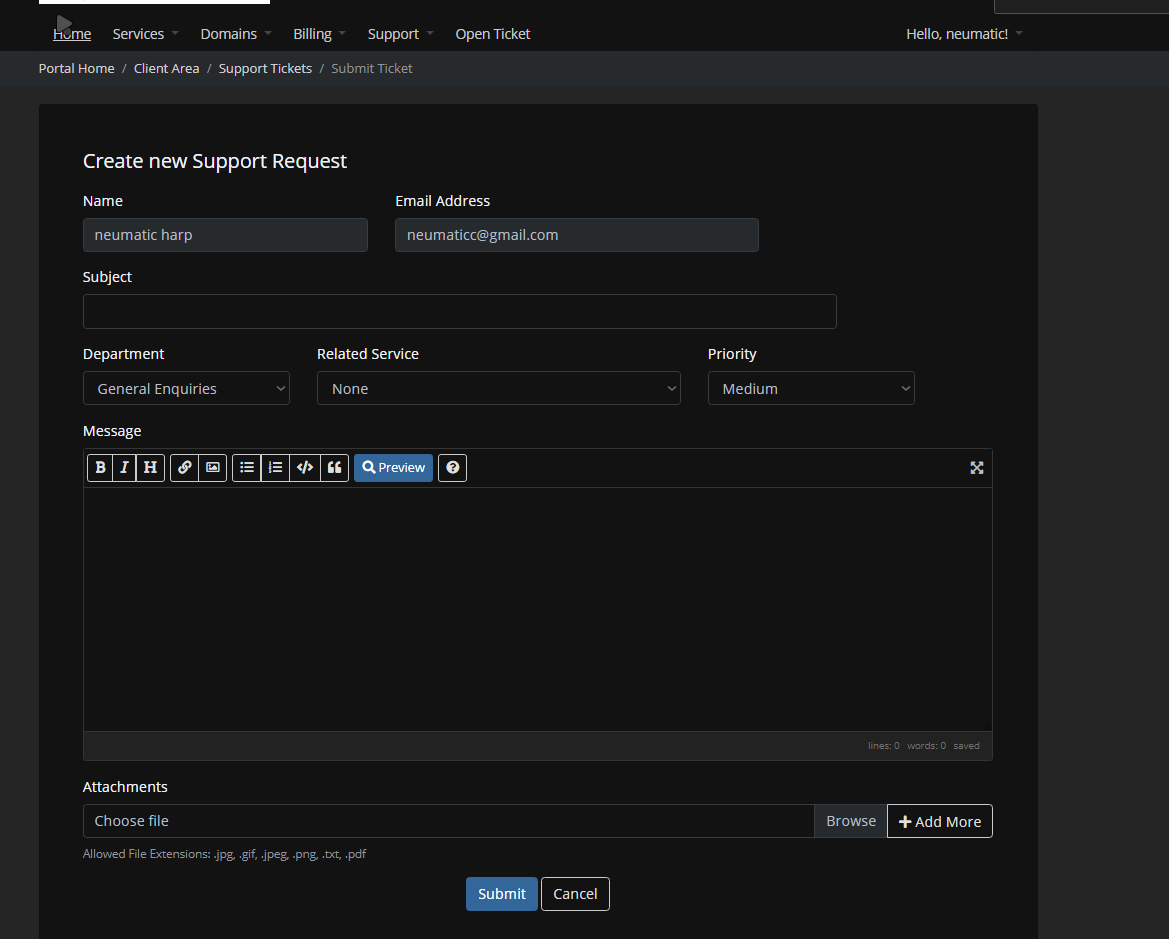 Home Services Domains Billing Support Open Ticket Hello, neumatic!
Portal Home / Client Area / Support Tickets / Submit Ticket
Create new Support Request
Name Email Address
neumatic harp neumaticc@gmail.com
Subject
Department Related Service Priority
General Enquiries None Medium
Message
B I H Preview
lines: 0 words: 0 saved
Attachments
Choose file Browse Add More
Allowed File Extensions: .jpg, .gif, .jpeg, .png, .txt, .pdf
Submit Cancel